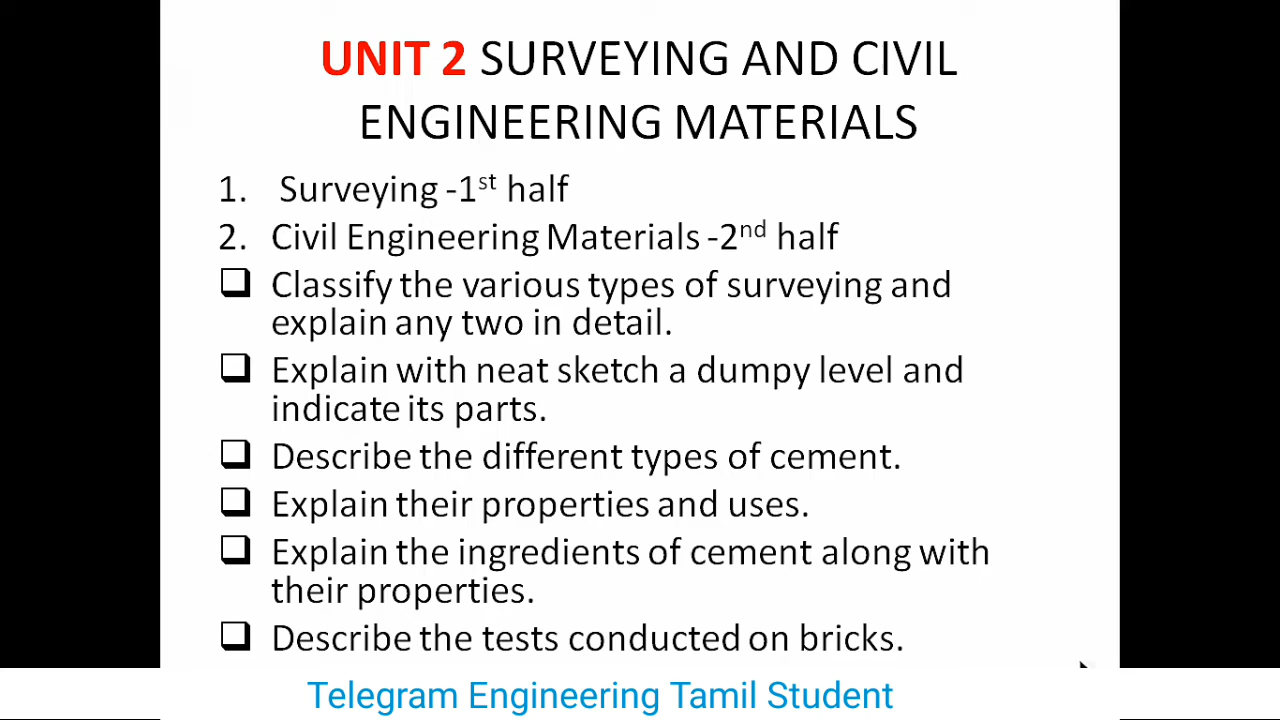 UNIT 2 SURVEYING AND CIVIL
ENGINEERING MATERIALS
1. Surveying -1st half
2. Civil Engineering Materials -2nd half
❑ Classify the various types of surveying and
explain any two in detail.
❑ Explain with neat sketch a dumpy level and
indicate its parts.
❑ Describe the different types of cement.
❑ Explain their properties and uses.
❑ Explain the ingredients of cement along with
their properties.
❑ Describe the tests conducted on bricks.
Telegram Engineering Tamil Student